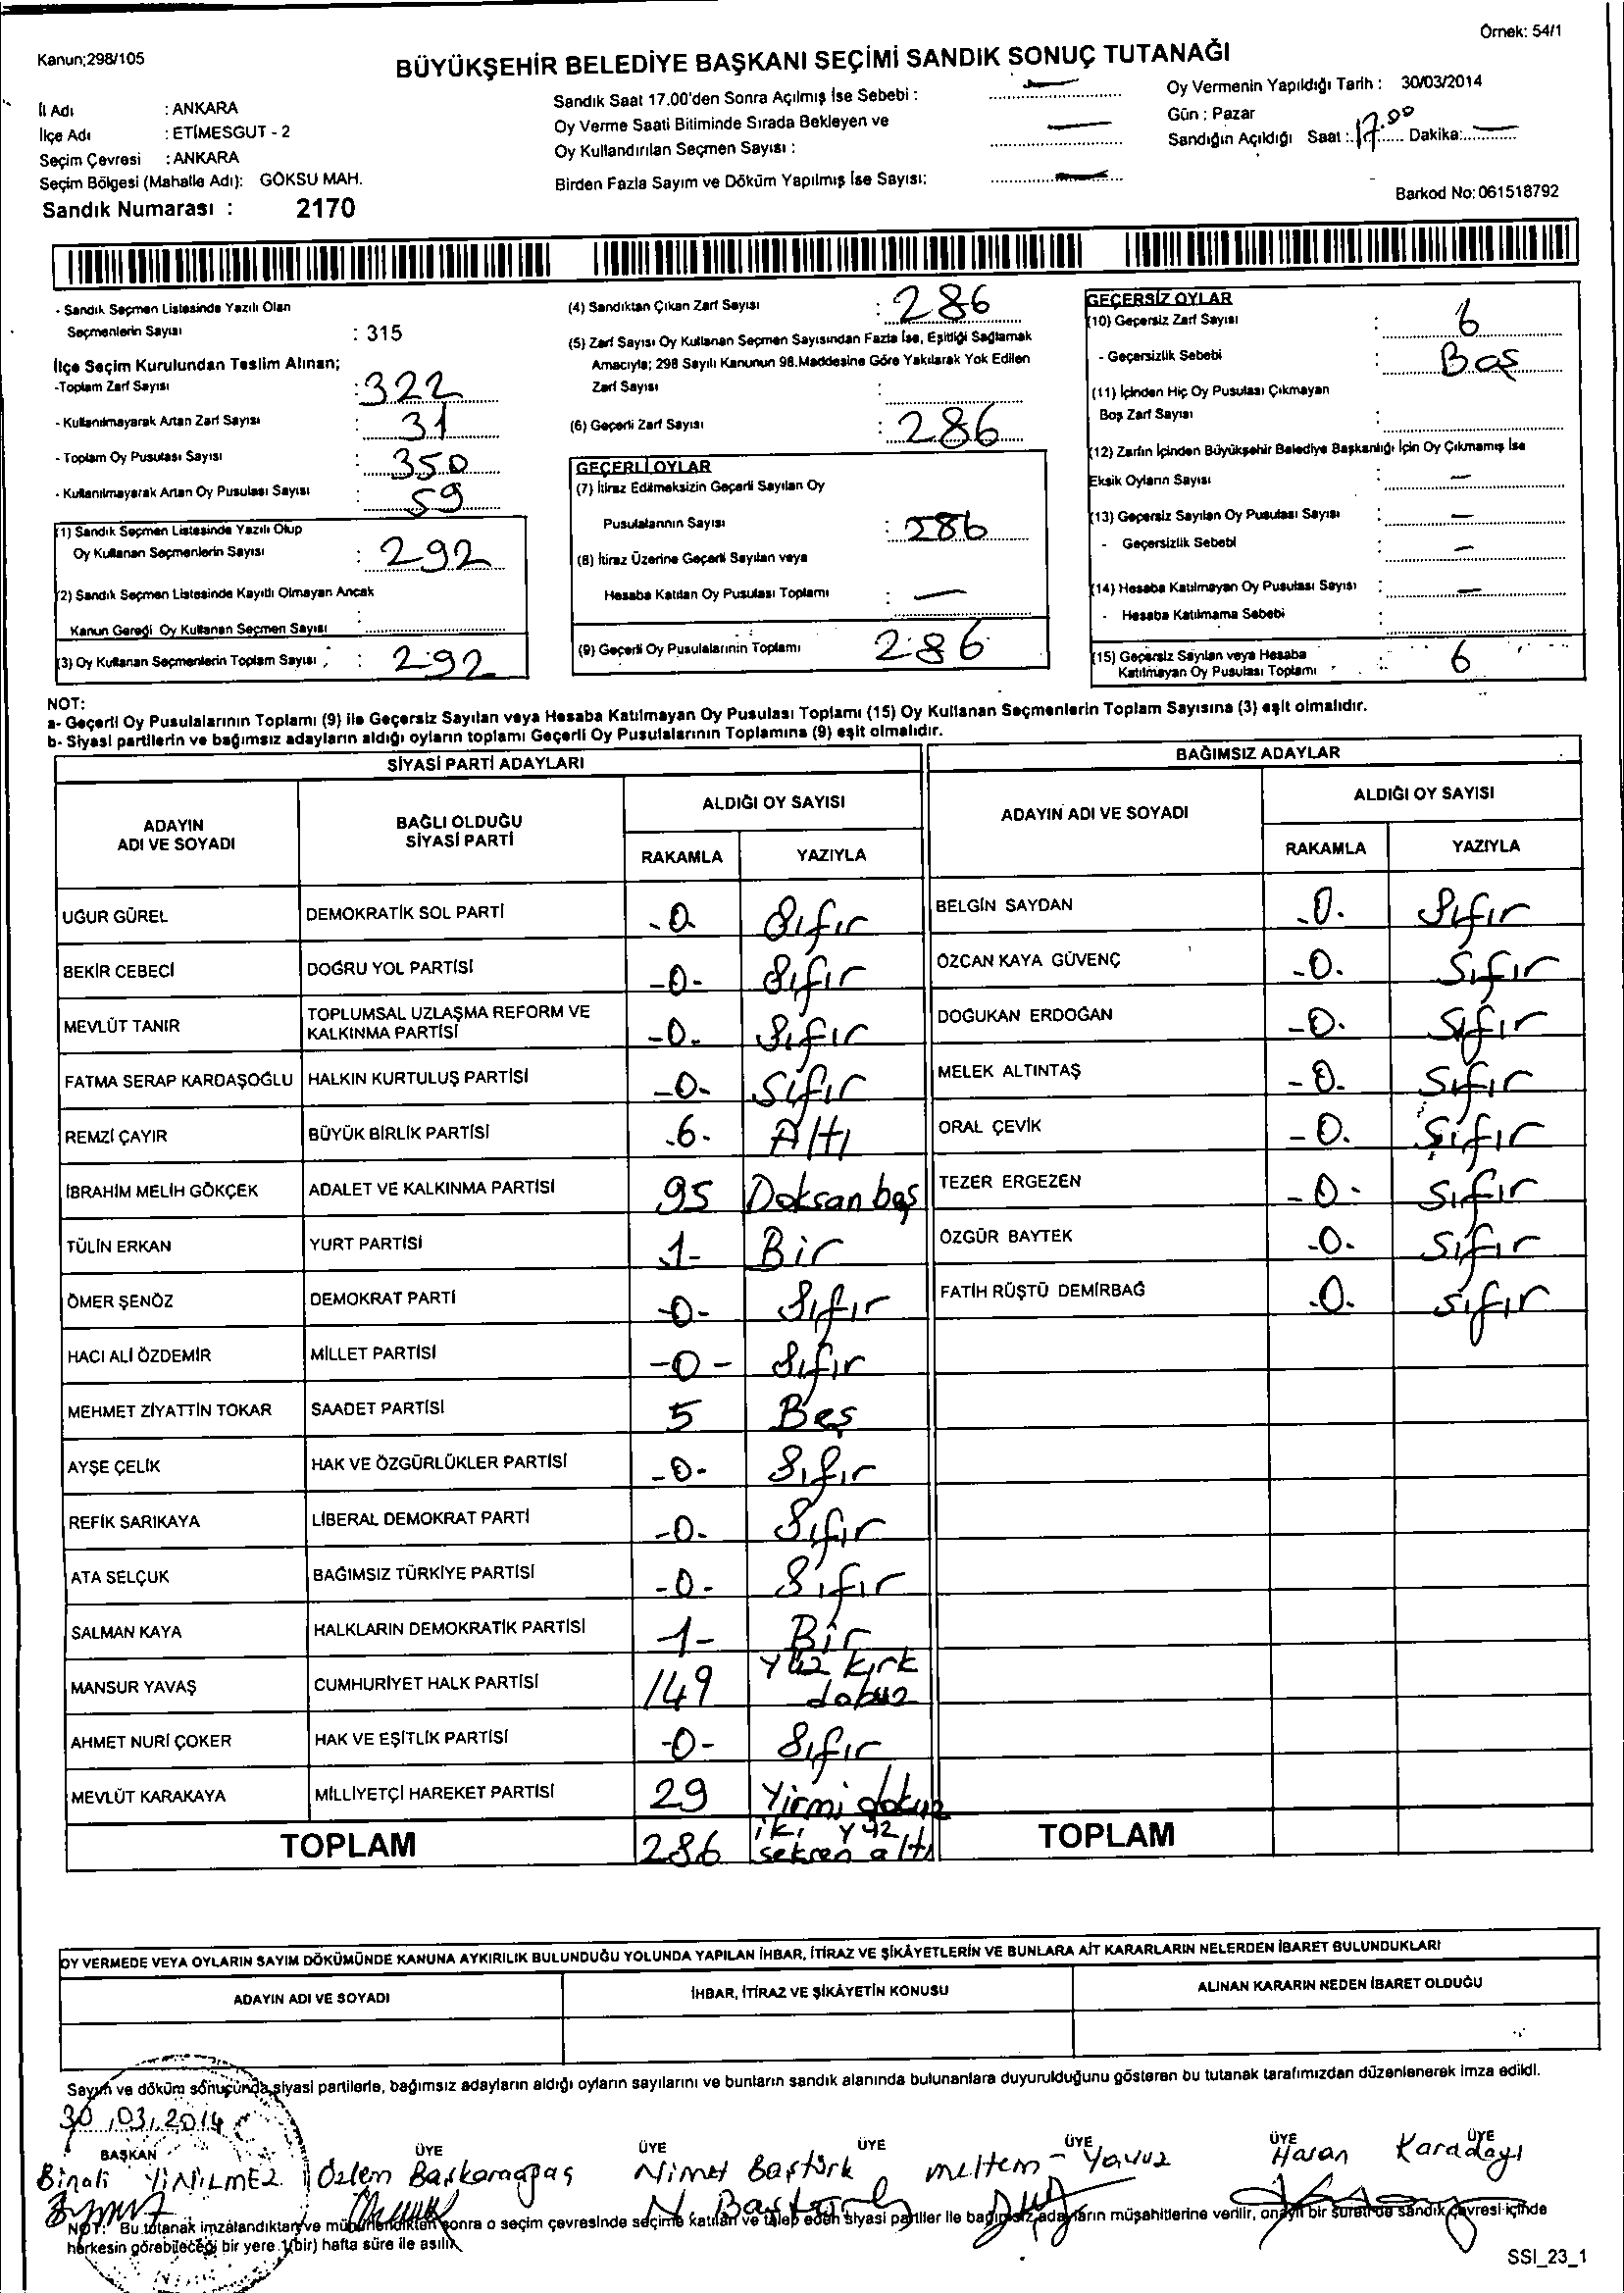 Örnek: 54/1
Kanun;298/105
BÜYÜKŞEHİR BELEDİYE BAŞKANI SEÇİMİ SANDIK SONUÇ TUTANAĞI
İl Adı : ANKARA
İlçe Adı : ETİMESGUT - 2
Seçim Çevresi : ANKARA
Seçim Bölgesi (Mahalle Adı): GÖKSU MAH.
Sandık Numarası : 2170
Sandık Saat 17.00'den Sonra Açılmış İse Sebebi : —
Oy Verme Saati Bitiminde Sırada Bekleyen ve
Oy Kullandırılan Seçmen Sayısı : —
Birden Fazla Sayım ve Döküm Yapılmış İse Sayısı: —
Oy Vermenin Yapıldığı Tarih : 30/03/2014
Gün : Pazar
Sandığın Açıldığı Saat : 17.00 Dakika: —
Barkod No: 061518792
- Sandık Seçmen Listesinde Yazılı Olan
Seçmenlerin Sayısı : 315
İlçe Seçim Kurulundan Teslim Alınan;
-Toplam Zarf Sayısı : 322
- Kullanılmayarak Artan Zarf Sayısı : 31
- Toplam Oy Pusulası Sayısı : 350
- Kullanılmayarak Artan Oy Pusulası Sayısı : 59
(1) Sandık Seçmen Listesinde Yazılı Olup
Oy Kullanan Seçmenlerin Sayısı : 292
(2) Sandık Seçmen Listesinde Kayıtlı Olmayan Ancak
Kanun Gereği Oy Kullanan Seçmen Sayısı :
(3) Oy Kullanan Seçmenlerin Toplam Sayısı : 292
(4) Sandıktan Çıkan Zarf Sayısı : 286
(5) Zarf Sayısı Oy Kullanan Seçmen Sayısından Fazla İse, Eşitliği Sağlamak
Amacıyla; 298 Sayılı Kanunun 98.Maddesine Göre Yakılarak Yok Edilen
Zarf Sayısı :
(6) Geçerli Zarf Sayısı : 286
GEÇERLİ OYLAR
(7) İtiraz Edilmeksizin Geçerli Sayılan Oy
Pusulalarının Sayısı : 286
(8) İtiraz Üzerine Geçerli Sayılan veya
Hesaba Katılan Oy Pusulası Toplamı : —
(9) Geçerli Oy Pusulalarının Toplamı : 286
GEÇERSİZ OYLAR
(10) Geçersiz Zarf Sayısı : 6
- Geçersizlik Sebebi : Boş
(11) İçinden Hiç Oy Pusulası Çıkmayan
Boş Zarf Sayısı :
(12) Zarfın İçinden Büyükşehir Belediye Başkanlığı İçin Oy Çıkmamış İse
Eksik Oyların Sayısı : —
(13) Geçersiz Sayılan Oy Pusulası Sayısı : —
- Geçersizlik Sebebi : —
(14) Hesaba Katılmayan Oy Pusulası Sayısı : —
- Hesaba Katılmama Sebebi :
(15) Geçersiz Sayılan veya Hesaba
Katılmayan Oy Pusulası Toplamı : 6
NOT:
a- Geçerli Oy Pusulalarının Toplamı (9) ile Geçersiz Sayılan veya Hesaba Katılmayan Oy Pusulası Toplamı (15) Oy Kullanan Seçmenlerin Toplam Sayısına (3) eşit olmalıdır.
b- Siyasi partilerin ve bağımsız adayların aldığı oyların toplamı Geçerli Oy Pusulalarının Toplamına (9) eşit olmalıdır.
SİYASİ PARTİ ADAYLARI
ADAYIN ADI VE SOYADI BAĞLI OLDUĞU SİYASİ PARTİ ALDIĞI OY SAYISI
RAKAMLA YAZIYLA
UĞUR GÜREL DEMOKRATİK SOL PARTİ -0- Sıfır
BEKİR CEBECİ DOĞRU YOL PARTİSİ -0- Sıfır
MEVLÜT TANIR TOPLUMSAL UZLAŞMA REFORM VE KALKINMA PARTİSİ -0- Sıfır
FATMA SERAP KARDAŞOĞLU HALKIN KURTULUŞ PARTİSİ -0- Sıfır
REMZİ ÇAYIR BÜYÜK BİRLİK PARTİSİ -6- Altı
İBRAHİM MELİH GÖKÇEK ADALET VE KALKINMA PARTİSİ 95 Doksan beş
TÜLİN ERKAN YURT PARTİSİ -1- Bir
ÖMER ŞENÖZ DEMOKRAT PARTİ -0- Sıfır
HACI ALİ ÖZDEMİR MİLLET PARTİSİ -0- Sıfır
MEHMET ZİYATTİN TOKAR SAADET PARTİSİ 5 Beş
AYŞE ÇELİK HAK VE ÖZGÜRLÜKLER PARTİSİ -0- Sıfır
REFİK SARIKAYA LİBERAL DEMOKRAT PARTİ -0- Sıfır
ATA SELÇUK BAĞIMSIZ TÜRKİYE PARTİSİ -0- Sıfır
SALMAN KAYA HALKLARIN DEMOKRATİK PARTİSİ -1- Bir
MANSUR YAVAŞ CUMHURİYET HALK PARTİSİ 149 Yüz kırk dokuz
AHMET NURİ ÇOKER HAK VE EŞİTLİK PARTİSİ -0- Sıfır
MEVLÜT KARAKAYA MİLLİYETÇİ HAREKET PARTİSİ 29 Yirmi dokuz
TOPLAM 286 iki yüz seksen altı
BAĞIMSIZ ADAYLAR
ADAYIN ADI VE SOYADI ALDIĞI OY SAYISI
RAKAMLA YAZIYLA
BELGİN SAYDAN -0- Sıfır
ÖZCAN KAYA GÜVENÇ -0- Sıfır
DOĞUKAN ERDOĞAN -0- Sıfır
MELEK ALTINTAŞ -0- Sıfır
ORAL ÇEVİK -0- Sıfır
TEZER ERGEZEN -0- Sıfır
ÖZGÜR BAYTEK -0- Sıfır
FATİH RÜŞTÜ DEMİRBAĞ -0- Sıfır
TOPLAM
OY VERMEDE VEYA OYLARIN SAYIM DÖKÜMÜNDE KANUNA AYKIRILIK BULUNDUĞU YOLUNDA YAPILAN İHBAR, İTİRAZ VE ŞİKÂYETLERİN VE BUNLARA AİT KARARLARIN NELERDEN İBARET BULUNDUKLARI
ADAYIN ADI VE SOYADI İHBAR, İTİRAZ VE ŞİKÂYETİN KONUSU ALINAN KARARIN NEDEN İBARET OLDUĞU
Sayım ve döküm sonuçunda siyasi partilerle, bağımsız adayların aldığı oyların sayılarını ve bunların sandık alanında bulunanlara duyurulduğunu gösteren bu tutanak tarafımızdan düzenlenerek imza edildi.
30.03.2014
BAŞKAN ÜYE ÜYE ÜYE ÜYE ÜYE ÜYE
Binali YİNİLMEZ Özlem Nimet Baştürk Meltem Yavuz Hasan Karadayı
N. Baştürk
NOT: Bu tutanak imzalandıktan ve mühürlendikten sonra o seçim çevresinde seçime katılan ve talep eden siyasi partiler ile bağımsız adayların müşahitlerine verilir, onaylı bir sureti de sandık çevresi içinde
herkesin görebileceği bir yere 1(bir) hafta süre ile asılır.
SSI_23_1